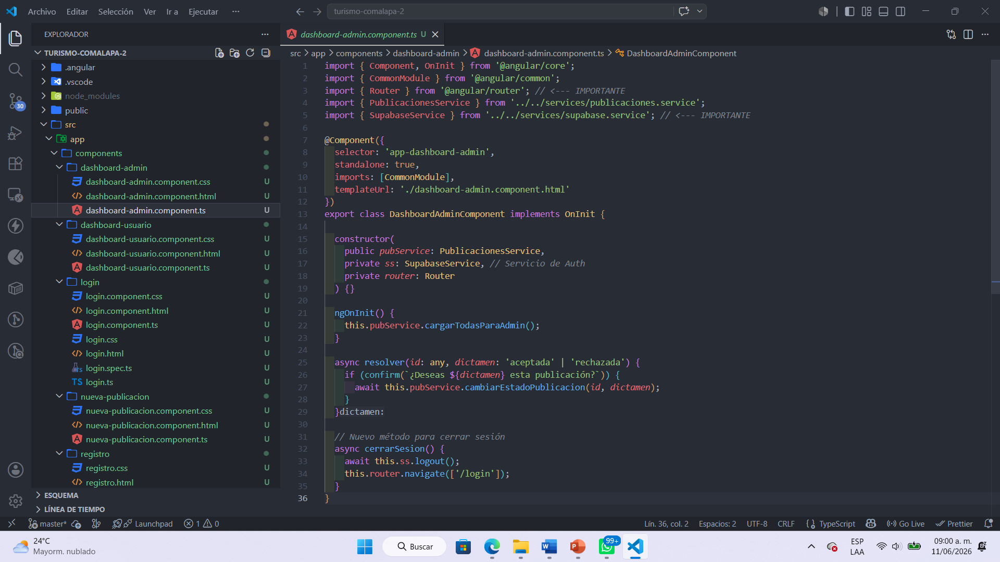 Archivo Editar Selección Ver Ir a Ejecutar ···
turismo-comalapa-2
EXPLORADOR
TURISMO-COMALAPA-2
.angular
.vscode
node_modules
public
src
app
components
dashboard-admin
dashboard-admin.component.css U
dashboard-admin.component.html U
dashboard-admin.component.ts U
dashboard-usuario
dashboard-usuario.component.css U
dashboard-usuario.component.html U
dashboard-usuario.component.ts U
login
login.component.css U
login.component.html U
login.component.ts U
login.css U
login.html U
login.spec.ts U
TS login.ts U
nueva-publicacion
nueva-publicacion.component.css U
nueva-publicacion.component.html U
nueva-publicacion.component.ts U
registro
registro.css U
registro.html U
ESQUEMA
LÍNEA DE TIEMPO
30
dashboard-admin.component.ts U
src > app > components > dashboard-admin > dashboard-admin.component.ts > DashboardAdminComponent
1 import { Component, OnInit } from '@angular/core';
2 import { CommonModule } from '@angular/common';
3 import { Router } from '@angular/router'; // <--- IMPORTANTE
4 import { PublicacionesService } from '../../services/publicaciones.service';
5 import { SupabaseService } from '../../services/supabase.service'; // <--- IMPORTANTE
6
7 @Component({
8 selector: 'app-dashboard-admin',
9 standalone: true,
10 imports: [CommonModule],
11 templateUrl: './dashboard-admin.component.html'
12 })
13 export class DashboardAdminComponent implements OnInit {
14
15 constructor(
16 public pubService: PublicacionesService,
17 private ss: SupabaseService, // Servicio de Auth
18 private router: Router
19 ) {}
20
21 ngOnInit() {
22 this.pubService.cargarTodasParaAdmin();
23 }
24
25 async resolver(id: any, dictamen: 'aceptada' | 'rechazada') {
26 if (confirm(`¿Deseas ${dictamen} esta publicación?`)) {
27 await this.pubService.cambiarEstadoPublicacion(id, dictamen);
28 }
29 }dictamen:
30
31 // Nuevo método para cerrar sesión
32 async cerrarSesion() {
33 await this.ss.logout();
34 this.router.navigate(['/login']);
35 }
36 }
master* Launchpad 1 0
Lín. 36, col. 2 Espacios: 2 UTF-8 CRLF {} TypeScript Go Live Prettier
24°C
Mayorm. nublado
Buscar
99+
ESP
LAA
09:00 a. m.
11/06/2026